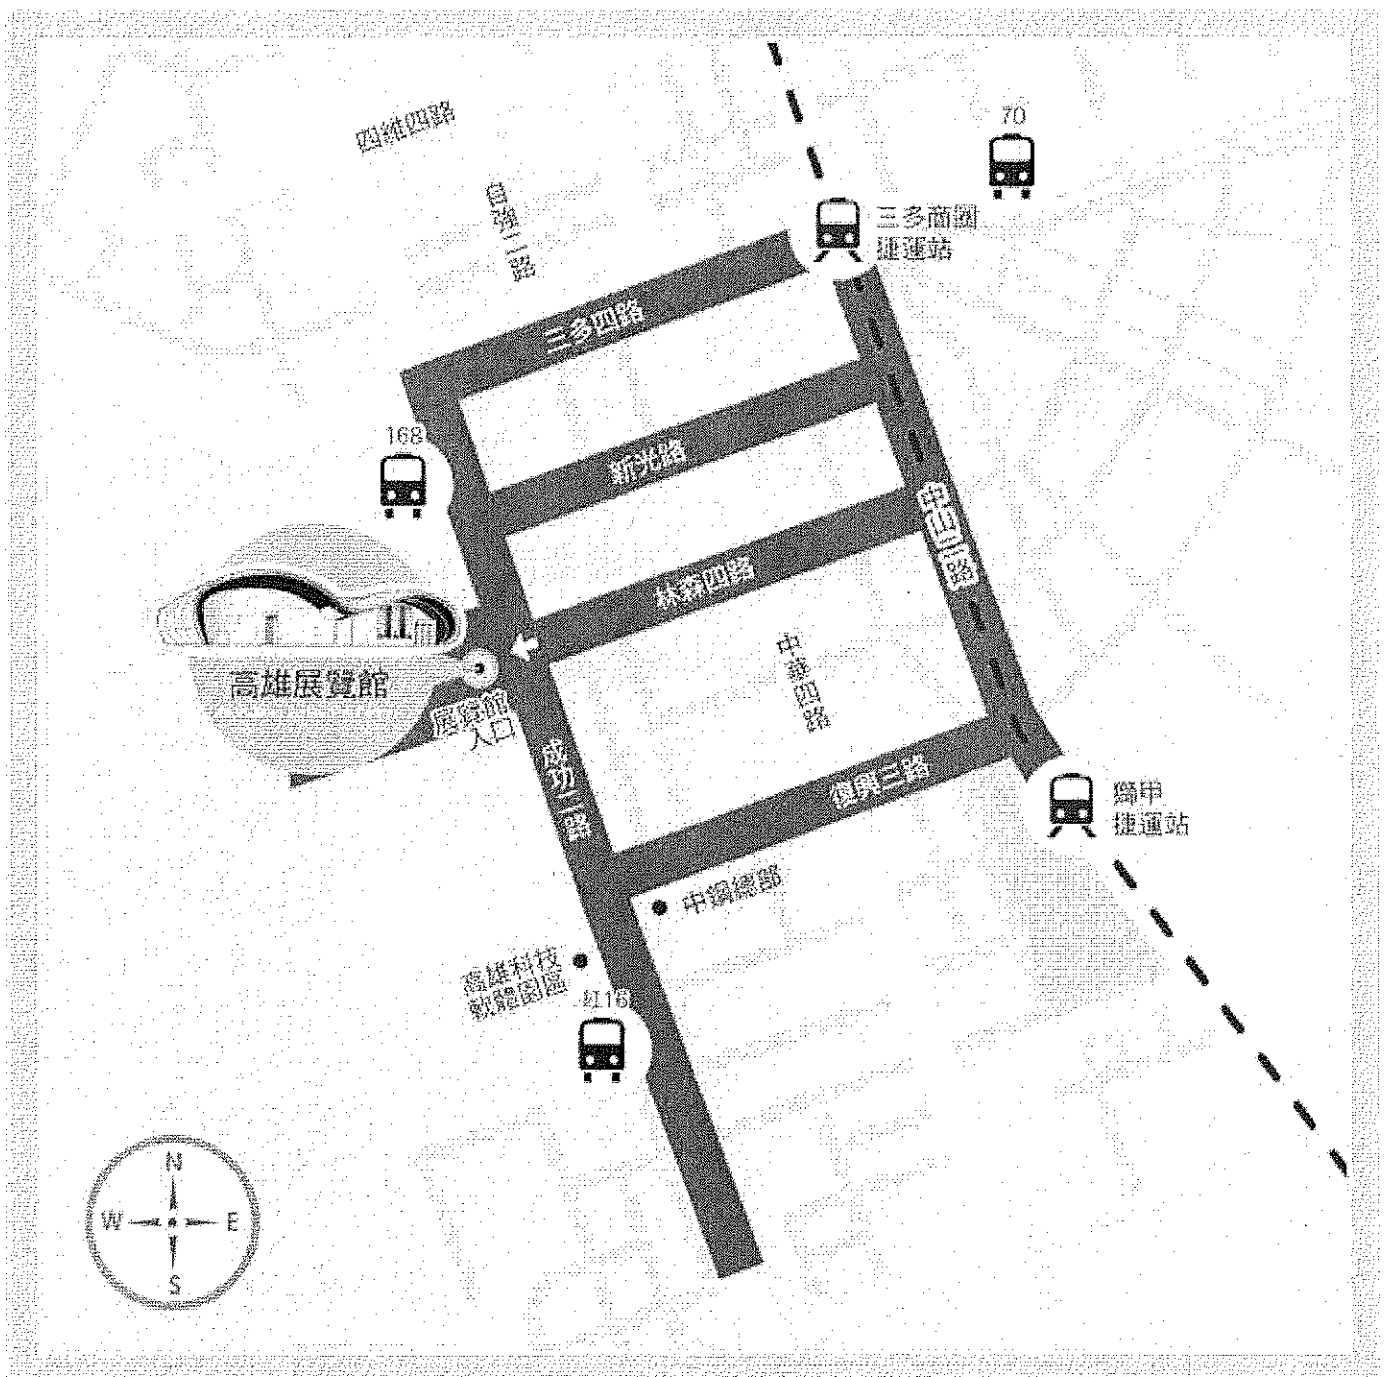 四維四路
70
自強二路
三多商圈
捷運站
三多四路
168
新光路
中山二路
林森四路
中華四路
高雄展覽館
展覽館
入口
成功二路
復興三路
獅甲
捷運站
中鋼總部
高雄科技
軟體園區
紅16
N
W
E
S